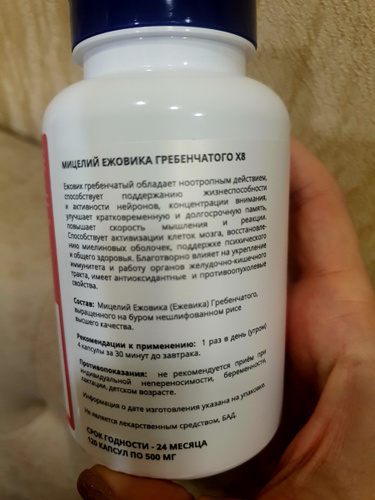 МИЦЕЛИЙ ЕЖОВИКА ГРЕБЕНЧАТОГО X8
Ежовик гребенчатый обладает ноотропным действием,
способствует поддержанию жизнеспособности
и активности нейронов, концентрации внимания,
улучшает кратковременную и долгосрочную память,
повышает скорость мышления и реакции.
Способствует активизации клеток мозга, восстановле-
нию миелиновых оболочек, поддержке психического
и общего здоровья. Благотворно влияет на укрепление
иммунитета и работу органов желудочно-кишечного
тракта, имеет антиоксидантные и противоопухолевые
свойства.
Состав: Мицелий Ежовика (Ежевика) Гребенчатого,
выращенного на буром нешлифованном рисе
высшего качества.
Рекомендации к применению: 1 раз в день (утром)
4 капсулы за 30 минут до завтрака.
Противопоказания: не рекомендуется приём при
индивидуальной непереносимости, беременности,
лактации, детском возрасте.
Информация о дате изготовления указана на упаковке.
Не является лекарственным средством, БАД.
СРОК ГОДНОСТИ - 24 МЕСЯЦА
120 КАПСУЛ ПО 500 МГ